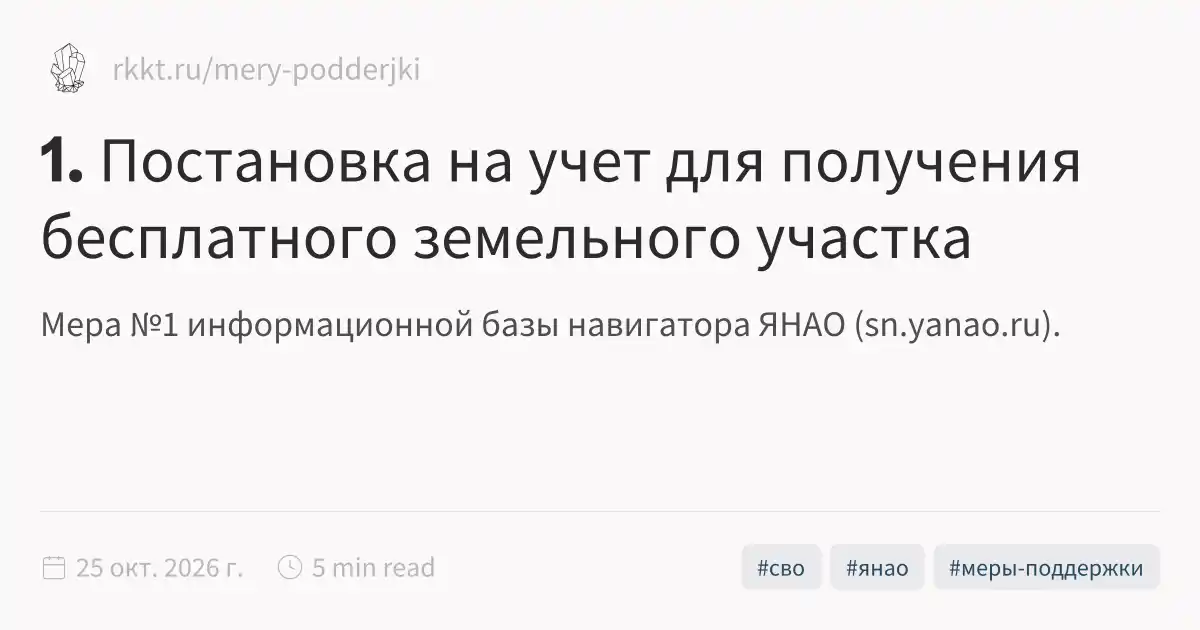 rkkt.ru/mery-podderjki
1. Постановка на учет для получения
бесплатного земельного участка
Мера №1 информационной базы навигатора ЯНАО (sn.yanao.ru).
25 окт. 2026 г. 5 min read #сво #янао #меры-поддержки